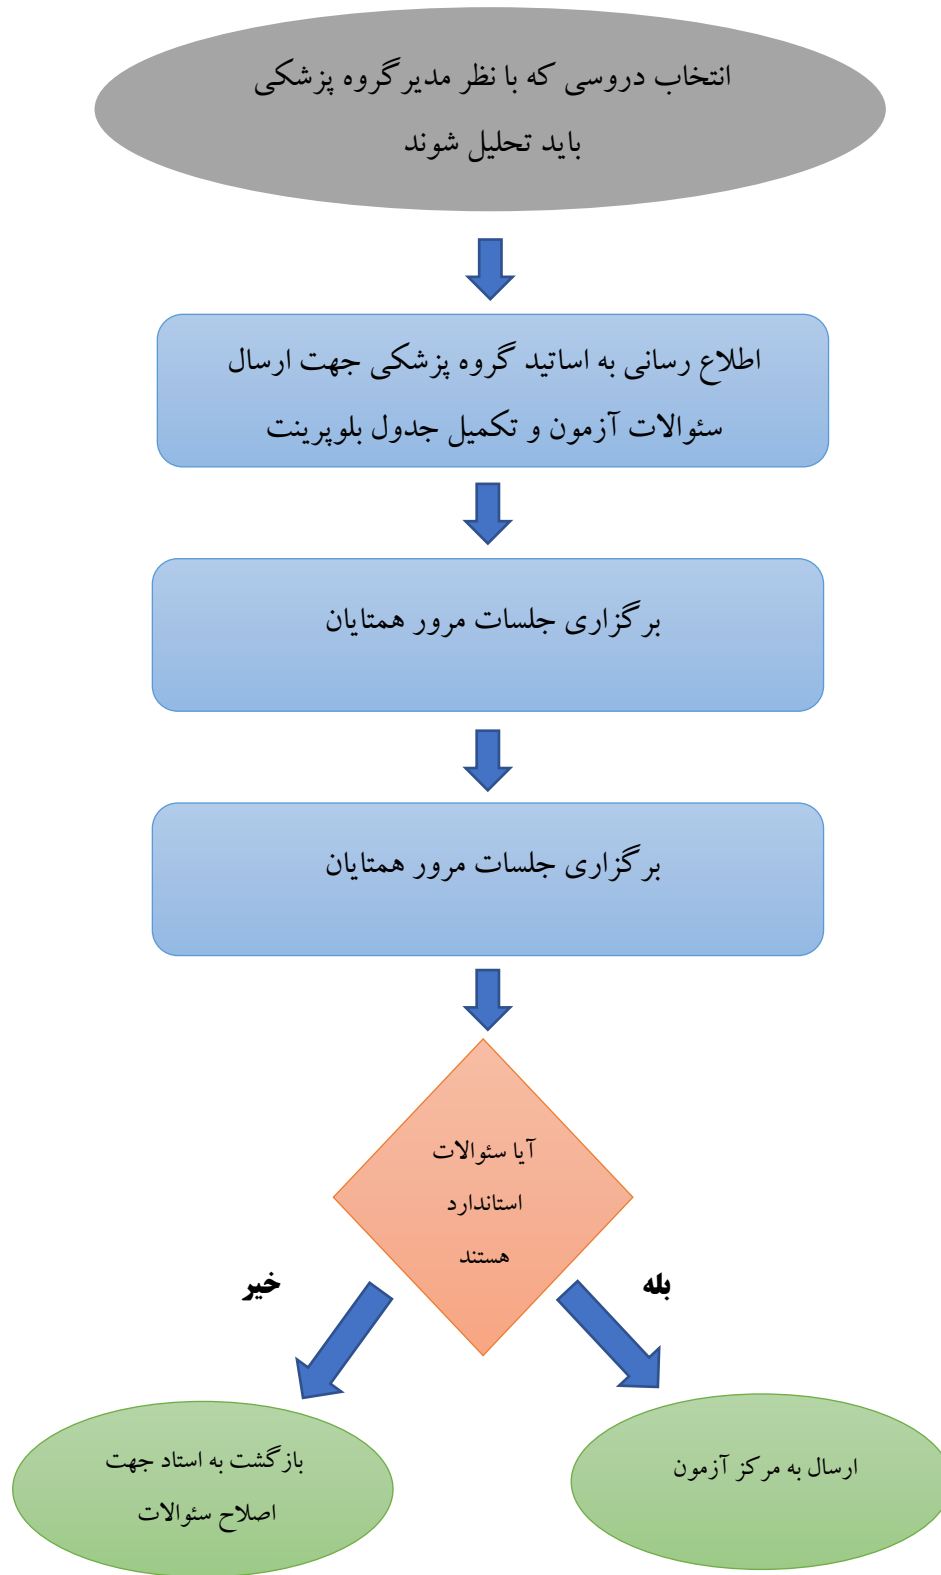 انتخاب دروسی که با نظر مدیر گروه پزشکی
باید تحلیل شوند
اطلاع رسانی به اساتید گروه پزشکی جهت ارسال
سئوالات آزمون و تکمیل جدول بلوپرینت
برگزاری جلسات مرور همتایان
برگزاری جلسات مرور همتایان
آیا سئوالات
استاندارد
هستند
بله
خیر
ارسال به مرکز آزمون
بازگشت به استاد جهت
اصلاح سئوالات